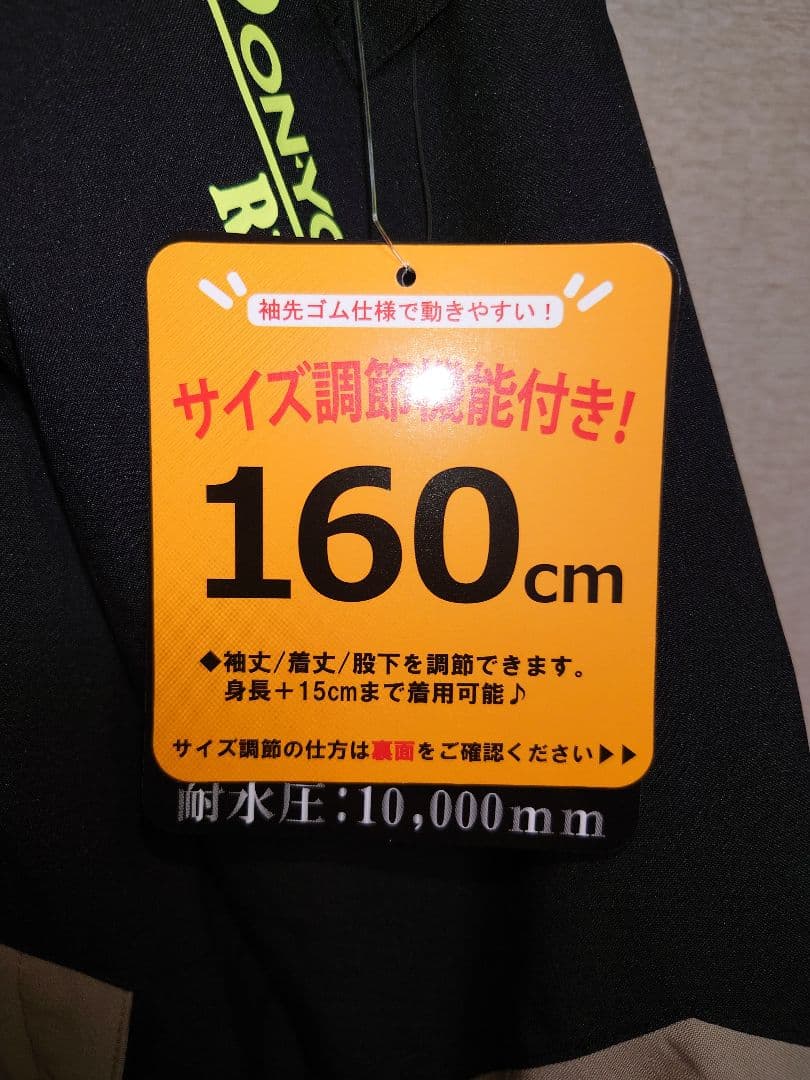 ON·YO
R
袖先ゴム仕様で動きやすい！
サイズ調節機能付き!
160cm
◆袖丈/着丈/股下を調節できます。
身長＋15cmまで着用可能♪
サイズ調節の仕方は裏面をご確認ください▶▶
耐水圧:10,000mm